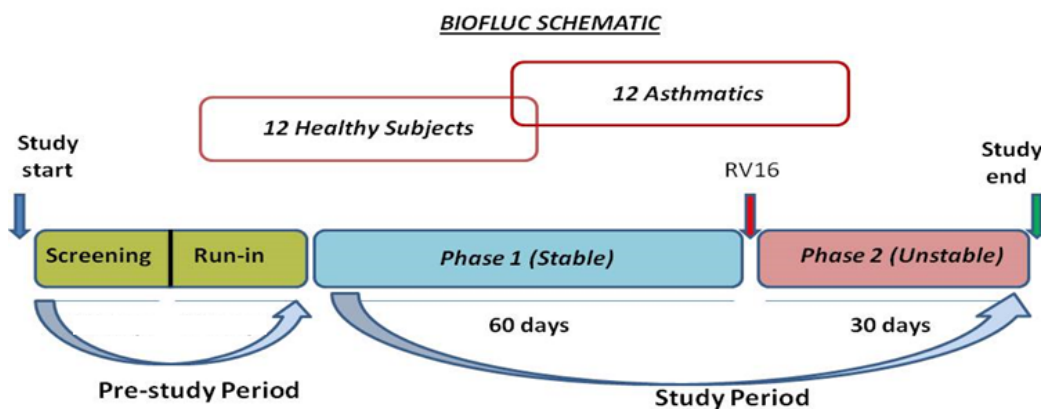 BIOFLUC SCHEMATIC
12 Asthmatics
12 Healthy Subjects
Study
start
RV16
Study
end
Screening
Run-in
Phase 1 (Stable)
Phase 2 (Unstable)
60 days
30 days
Pre-study Period
Study Period